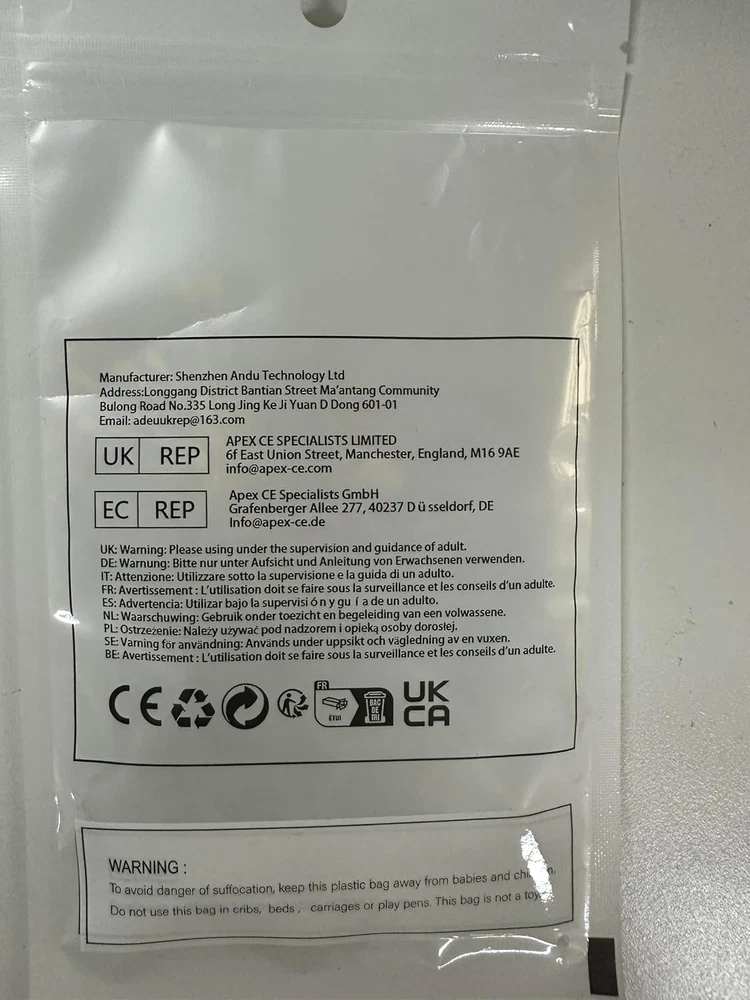 Manufacturer: Shenzhen Andu Technology Ltd
Address:Longgang District Bantian Street Ma'antang Community
Bulong Road No.335 Long Jing Ke Ji Yuan D Dong 601-01
Email: adeuukrep@163.com
UK REP
APEX CE SPECIALISTS LIMITED
6f East Union Street, Manchester, England, M16 9AE
info@apex-ce.com
EC REP
Apex CE Specialists GmbH
Grafenberger Allee 277, 40237 D ü sseldorf, DE
Info@apex-ce.de
UK: Warning: Please using under the supervision and guidance of adult.
DE: Warnung: Bitte nur unter Aufsicht und Anleitung von Erwachsenen verwenden.
IT: Attenzione: Utilizzare sotto la supervisione e la guida di un adulto.
FR: Avertissement : L'utilisation doit se faire sous la surveillance et les conseils d'un adulte.
ES: Advertencia: Utilizar bajo la supervisi ó n y gu í a de un adulto.
NL: Waarschuwing: Gebruik onder toezicht en begeleiding van een volwassene.
PL: Ostrzeżenie: Należy używać pod nadzorem i opieką osoby dorosłej.
SE: Varning för användning: Används under uppsikt och vägledning av en vuxen.
BE: Avertissement : L'utilisation doit se faire sous la surveillance et les conseils d'un adulte.
CE
FR
ÉTUI
BAC
DE
TRI
UK
CA
WARNING :
To avoid danger of suffocation, keep this plastic bag away from babies and
Do not use this bag in cribs, beds , carriages or play pens. This bag is not a toy